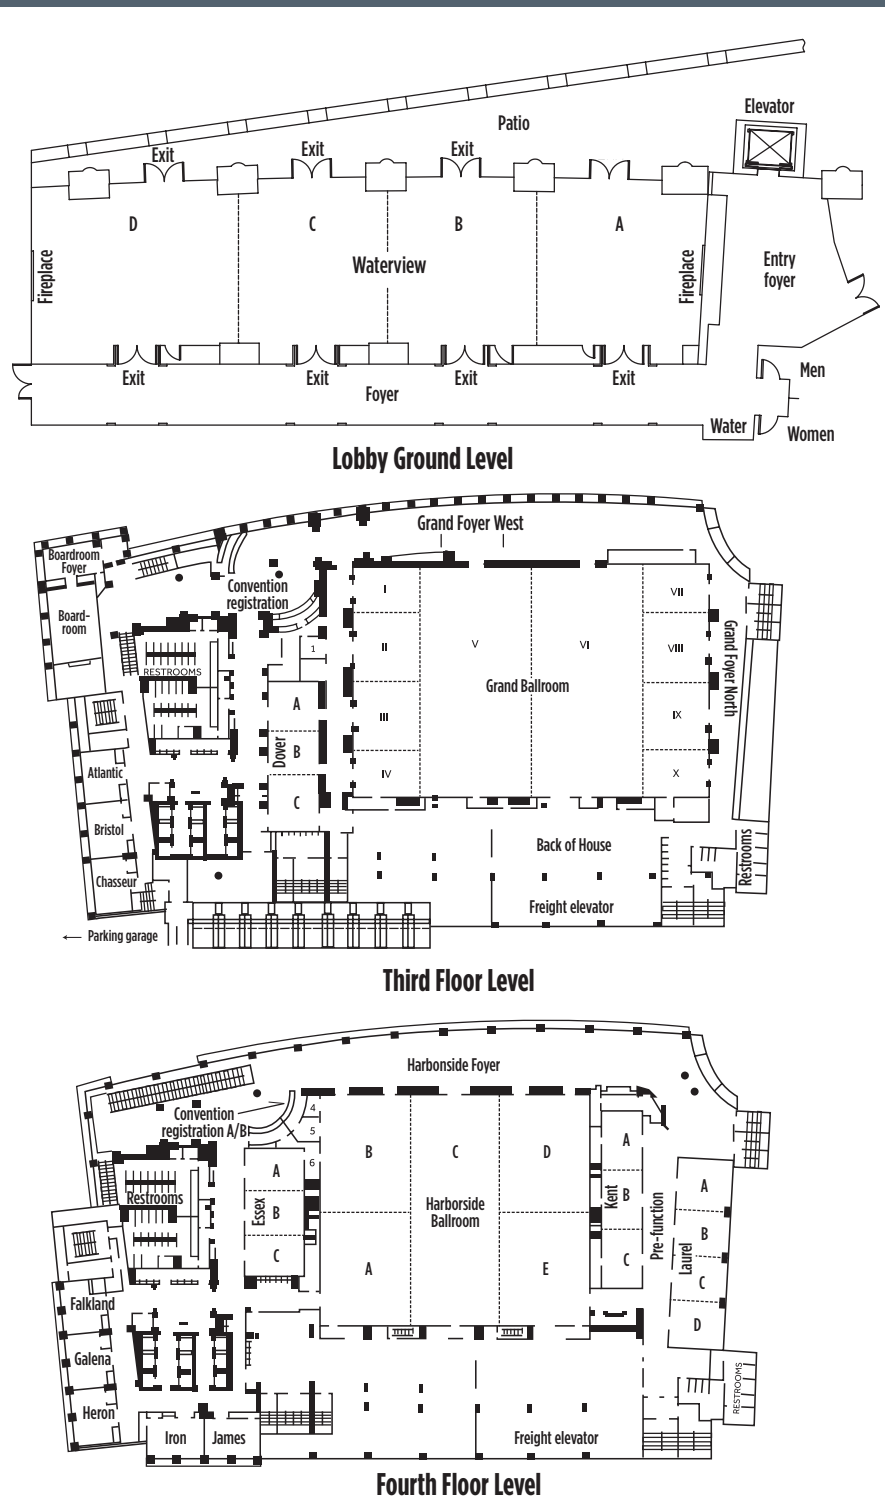 Elevator
Patio
Exit
Exit
Exit
D
C
B
A
Waterview
Fireplace
Fireplace
Entry
foyer
Exit
Exit
Exit
Exit
Foyer
Men
Water
Women
Lobby Ground Level
Grand Foyer West
Boardroom
Foyer
Convention
registration
Board-
room
I
II
III
IV
V
VI
VII
VIII
IX
X
1
RESTROOMS
Grand Ballroom
Grand Foyer North
A
B
C
Dover
Atlantic
Bristol
Chasseur
Back of House
Restrooms
Freight elevator
← Parking garage
Third Floor Level
Harbonside Foyer
Convention
registration A/B
4
5
6
Restrooms
A
B
C
Essex
B
C
D
Harborside
Ballroom
A
E
A
B
C
Kent
Pre-function
A
B
C
D
Laurel
Falkland
Galena
Heron
Iron
James
RESTROOMS
Freight elevator
Fourth Floor Level